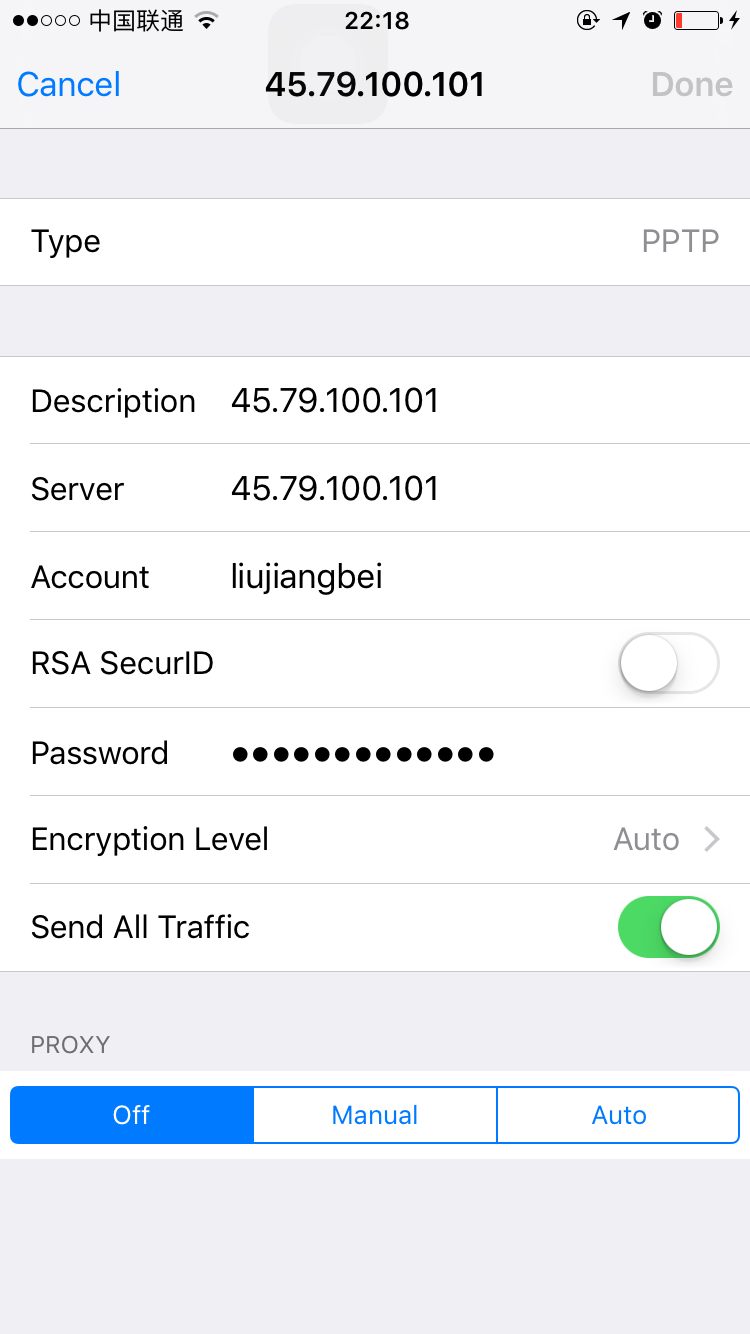 中国联通 22:18
Cancel 45.79.100.101 Done
Type PPTP
Description 45.79.100.101
Server 45.79.100.101
Account liujiangbei
RSA SecurID
Password ●●●●●●●●●●●●●
Encryption Level Auto
Send All Traffic
PROXY
Off Manual Auto